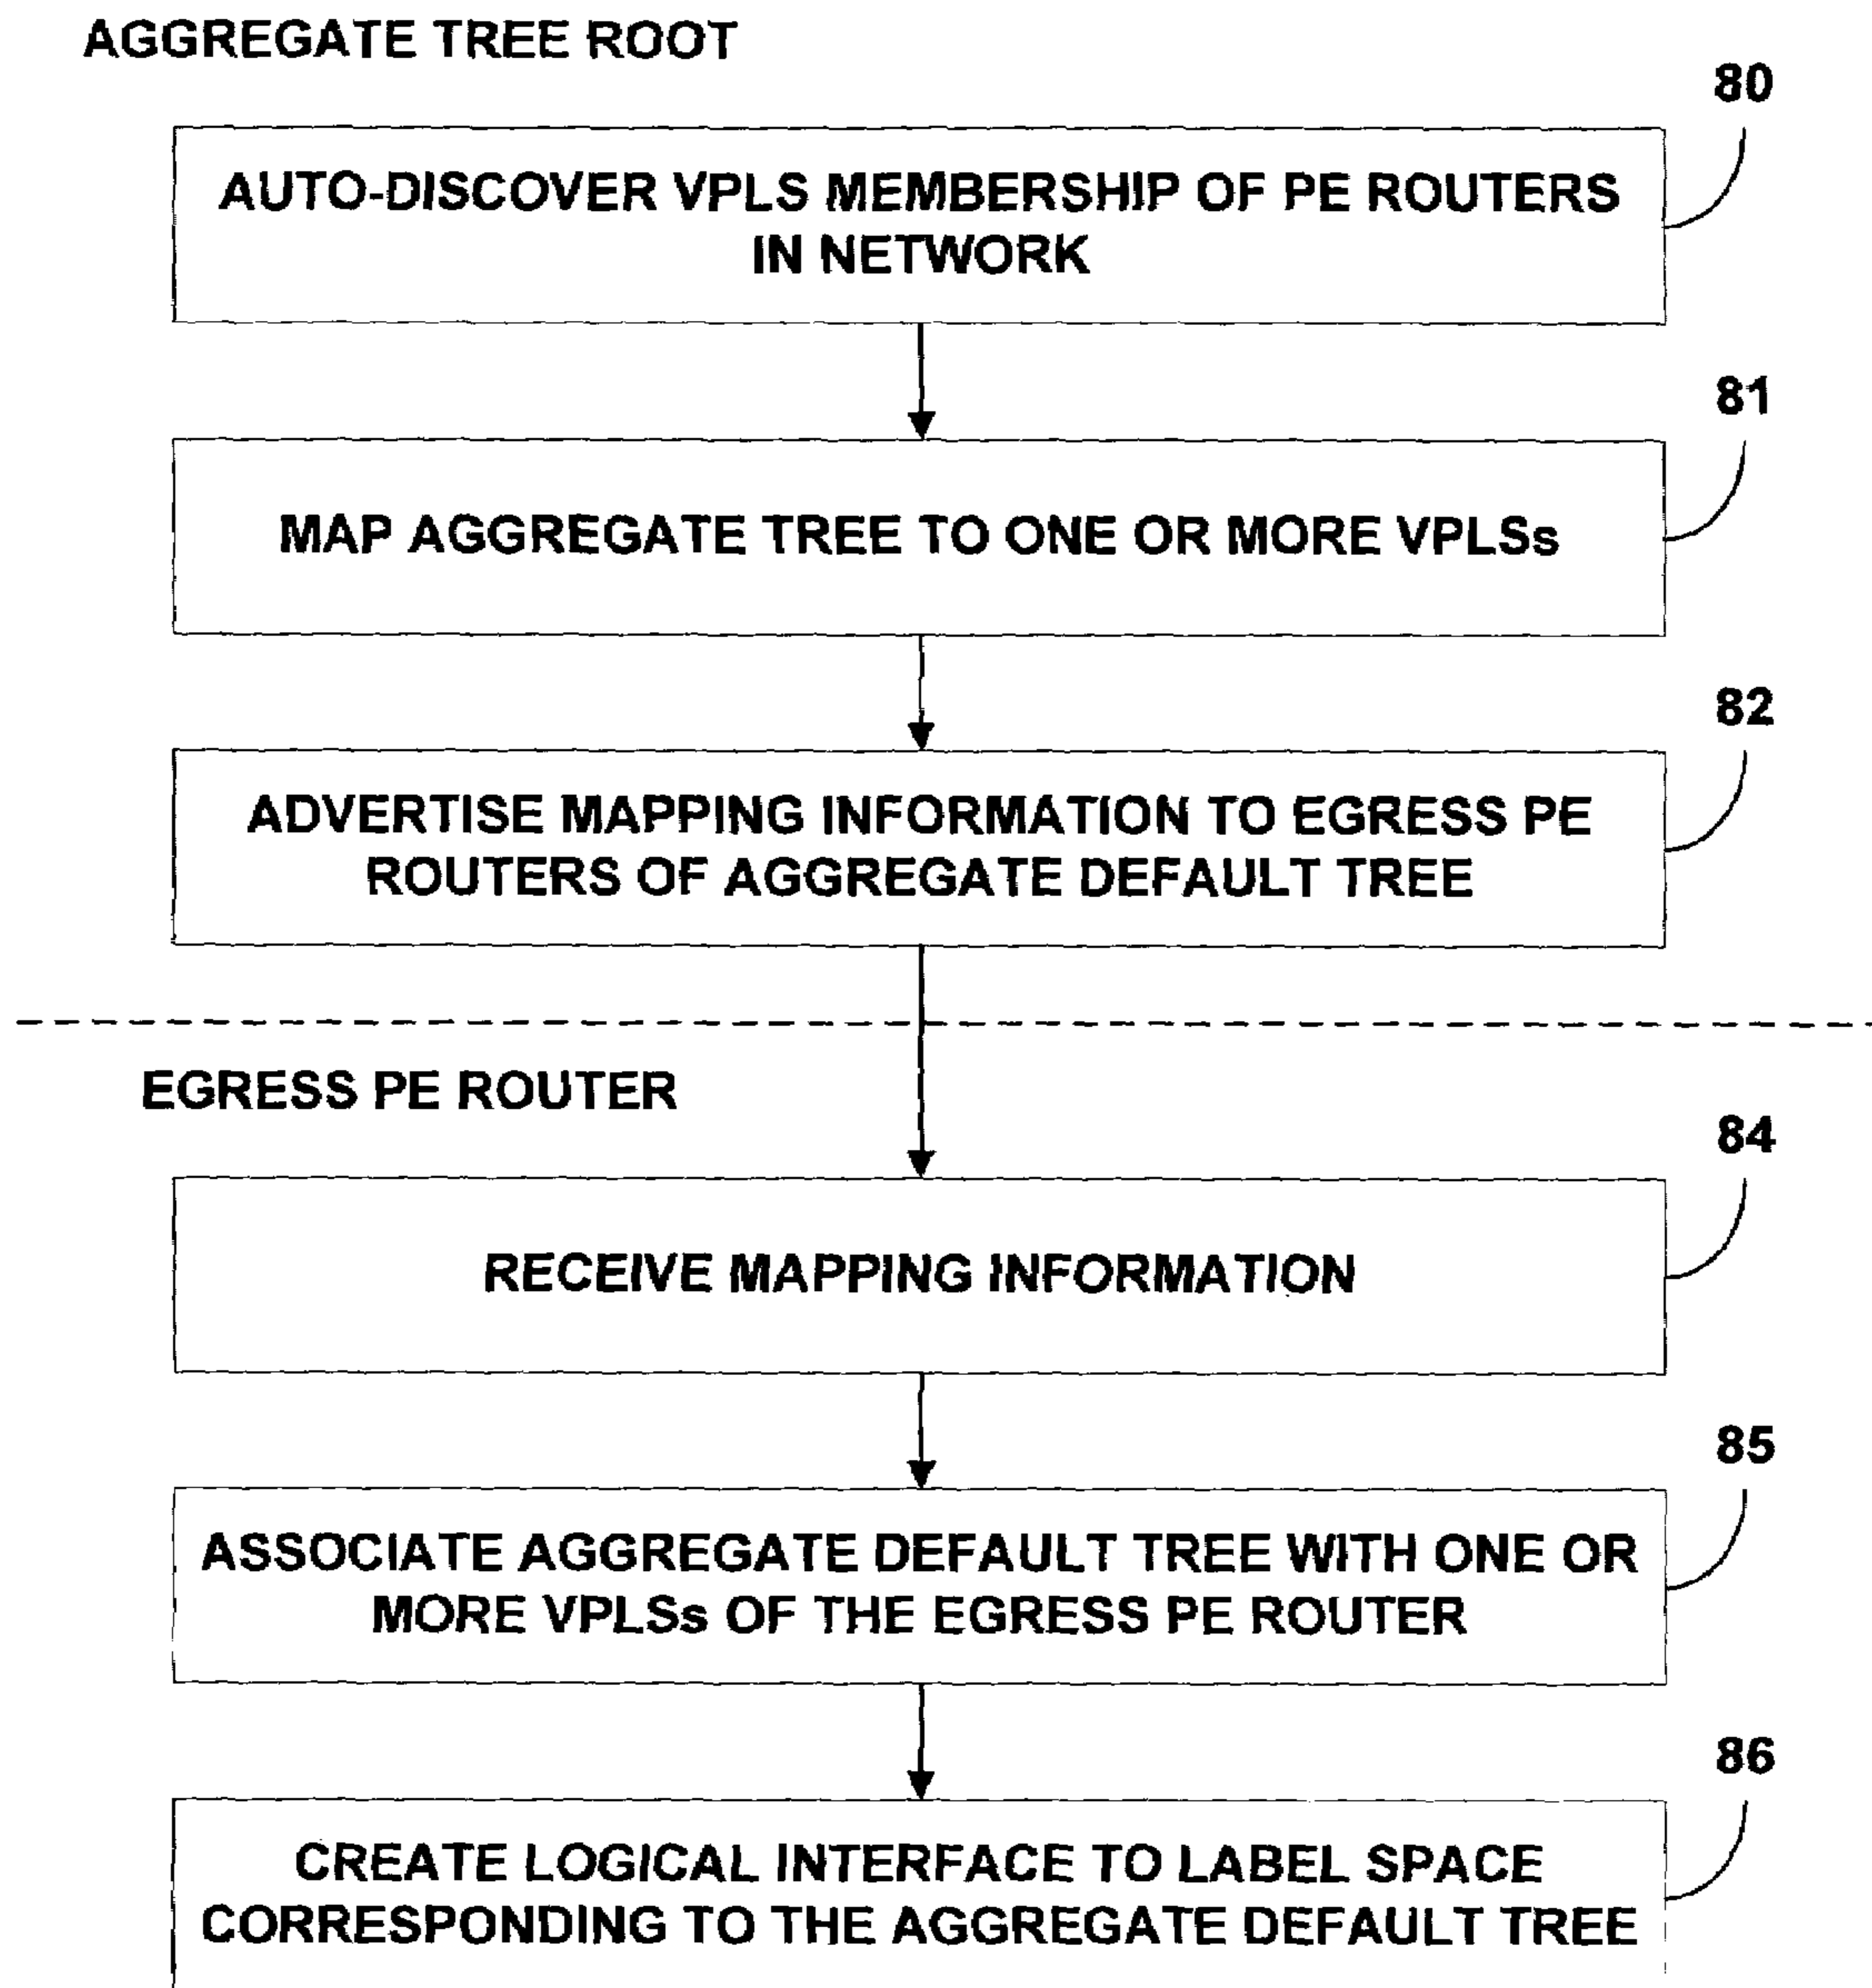 AGGREGATE TREE ROOT
80
AUTO-DISCOVER VPLS MEMBERSHIP OF PE ROUTERS
IN NETWORK
81
MAP AGGREGATE TREE TO ONE OR MORE VPLSs
82
ADVERTISE MAPPING INFORMATION TO EGRESS PE
ROUTERS OF AGGREGATE DEFAULT TREE
EGRESS PE ROUTER
84
RECEIVE MAPPING INFORMATION
85
ASSOCIATE AGGREGATE DEFAULT TREE WITH ONE OR
MORE VPLSs OF THE EGRESS PE ROUTER
86
CREATE LOGICAL INTERFACE TO LABEL SPACE
CORRESPONDING TO THE AGGREGATE DEFAULT TREE